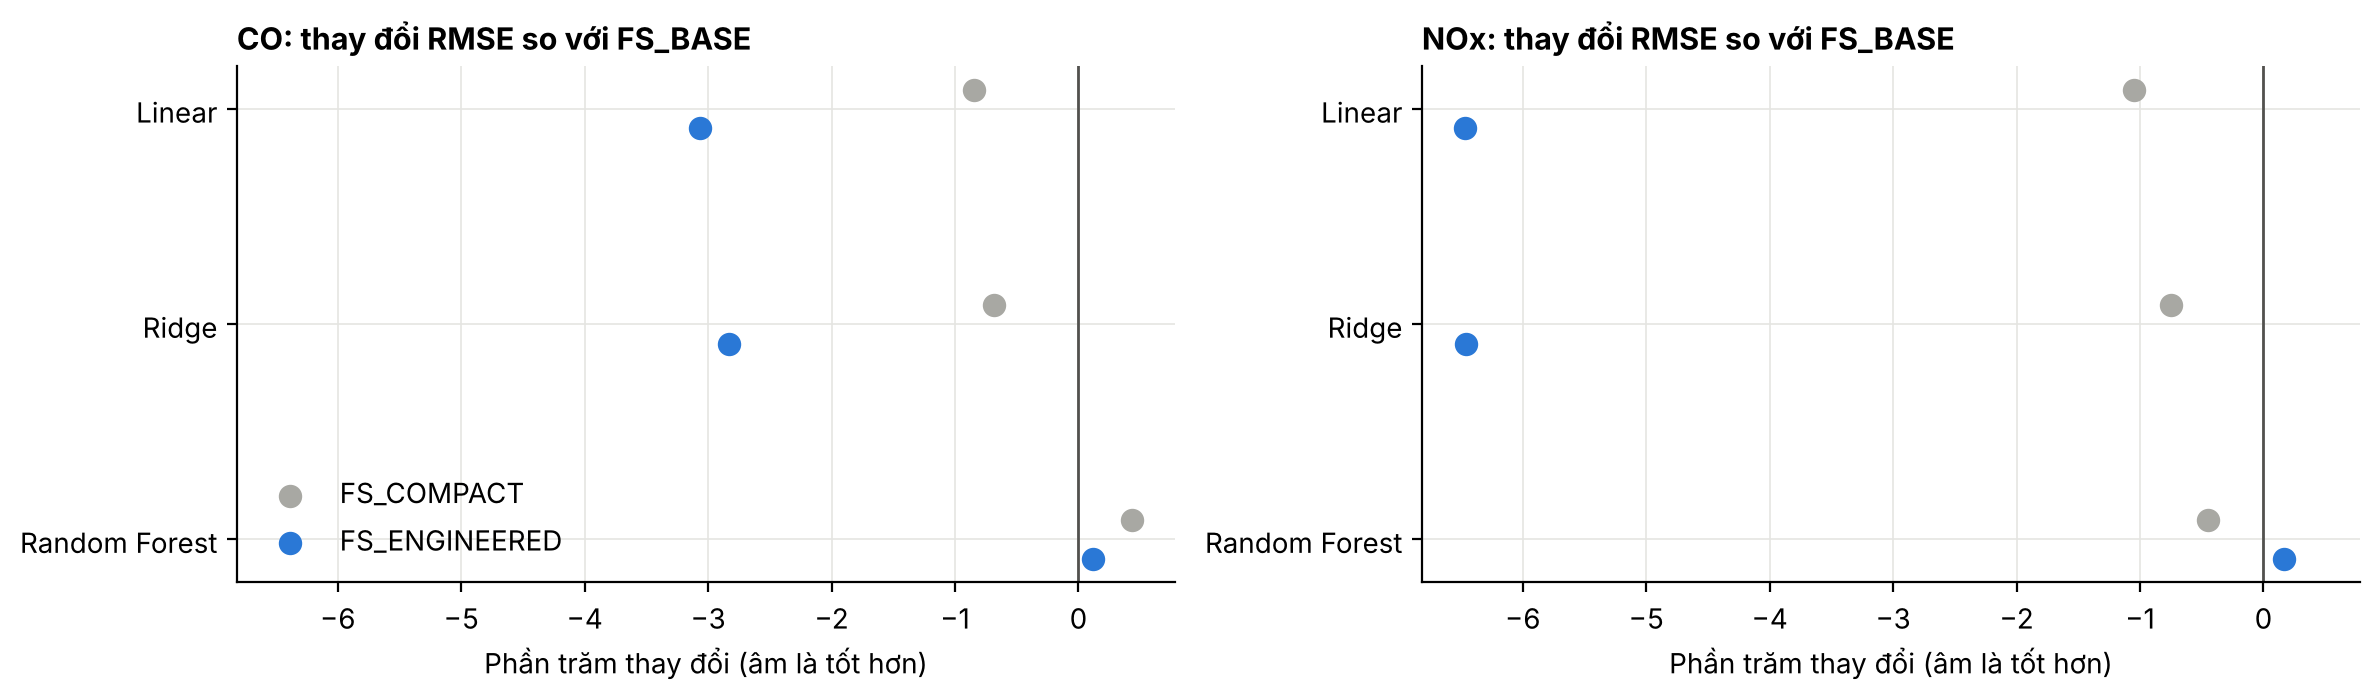 CO: thay đổi RMSE so với FS_BASE
Linear
Ridge
Random Forest
FS_COMPACT
FS_ENGINEERED
−6 −5 −4 −3 −2 −1 0
Phần trăm thay đổi (âm là tốt hơn)
NOx: thay đổi RMSE so với FS_BASE
Linear
Ridge
Random Forest
−6 −5 −4 −3 −2 −1 0
Phần trăm thay đổi (âm là tốt hơn)